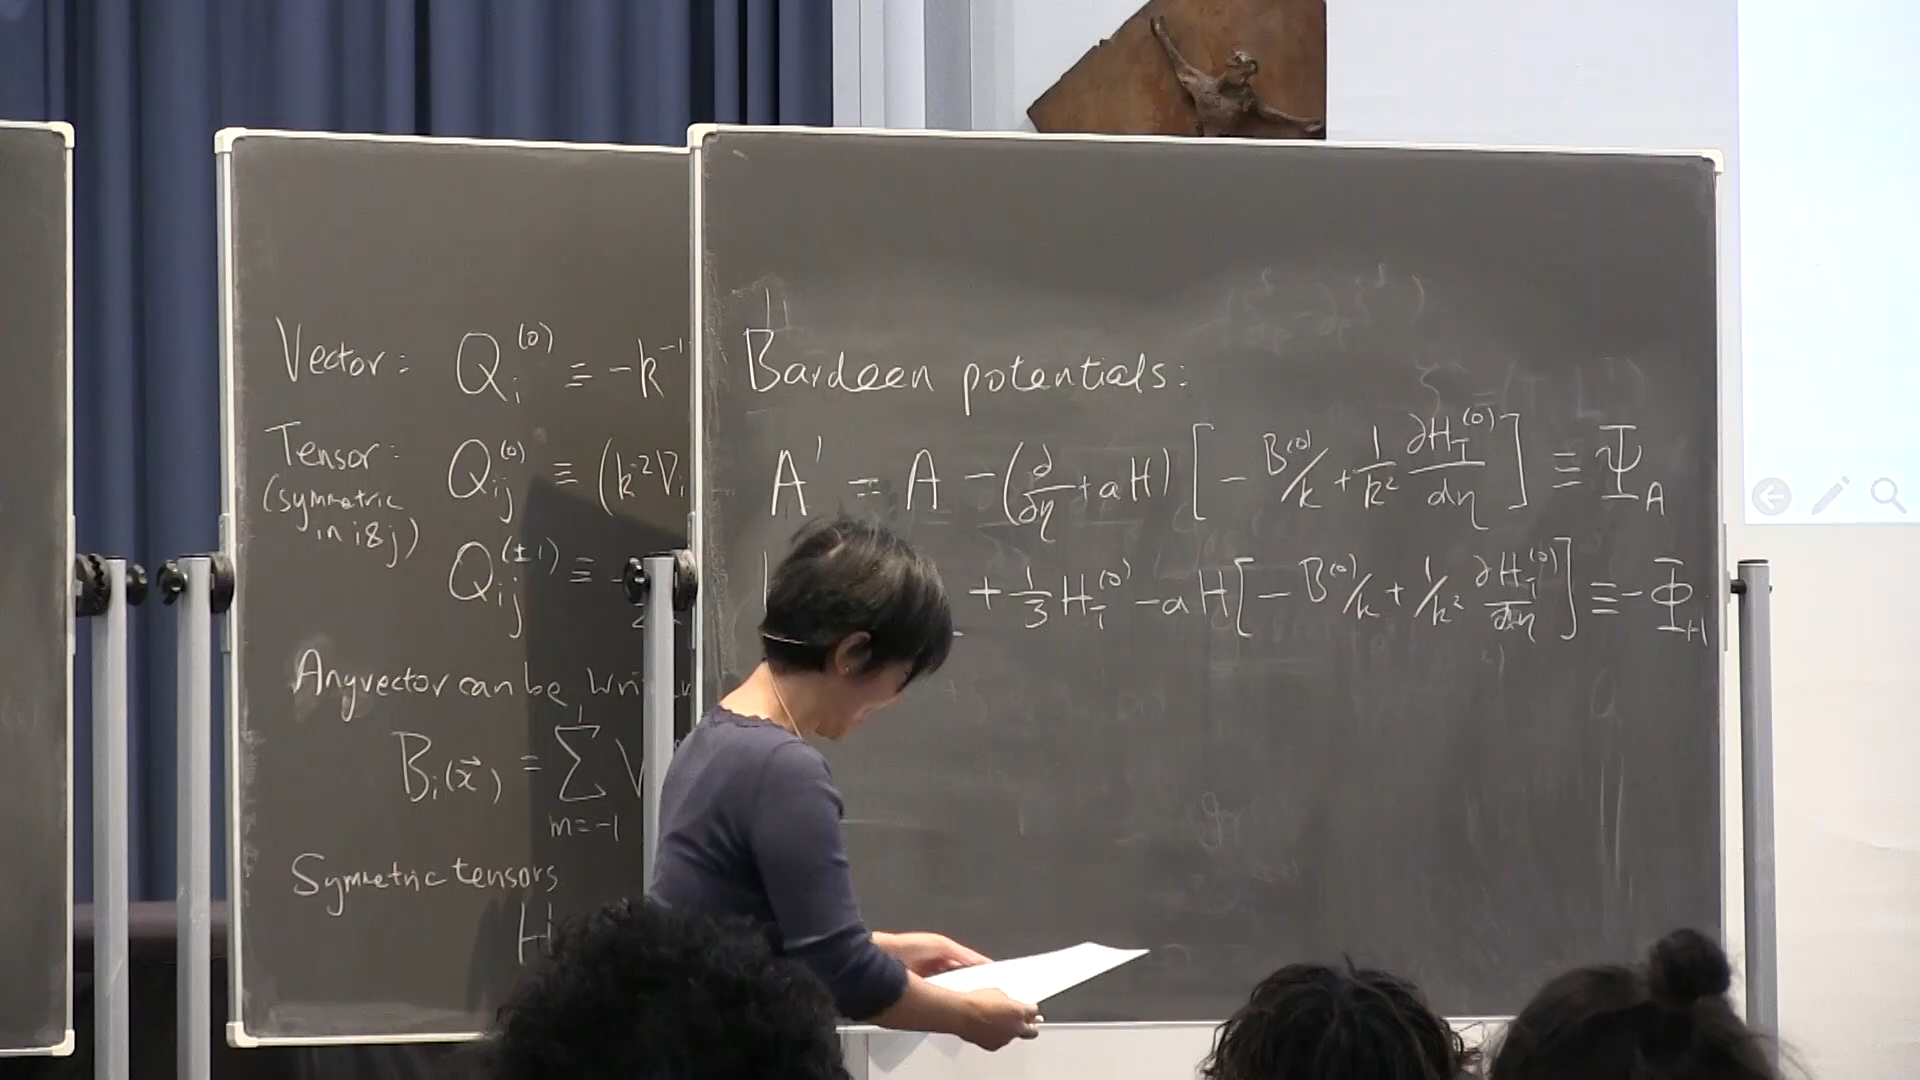 Vector: Q_i^(0) ≡ -k^-1
Tensor: Q_ij^(0) ≡ (k^-2 ∇_i
(symmetric
in i & j)
Q_ij^(±1) ≡ -
Any vector can be
B_i(x⃗) = Σ_{m=-1}^{1} V
Symmetric tensors
H
Bardeen potentials:
A' = A - (∂/∂η + aH) [ - B^(0)/k + 1/k² ∂H_T^(0)/∂η ] ≡ Ψ_A
+ 1/3 H_T^(0) - aH [ - B^(0)/k + 1/k² ∂H_T^(0)/∂η ] ≡ -Φ_H